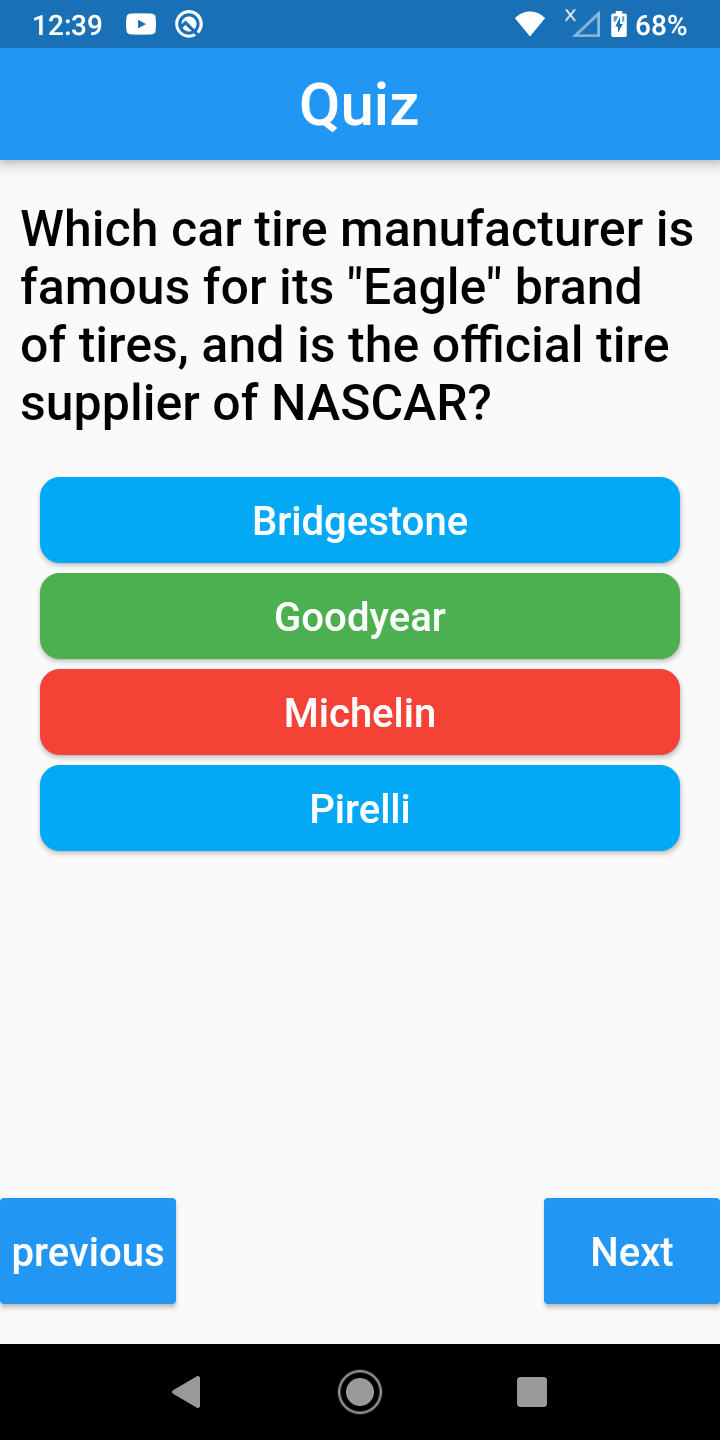 12:39
68%
Quiz
Which car tire manufacturer is
famous for its "Eagle" brand
of tires, and is the official tire
supplier of NASCAR?
Bridgestone
Goodyear
Michelin
Pirelli
previous
Next